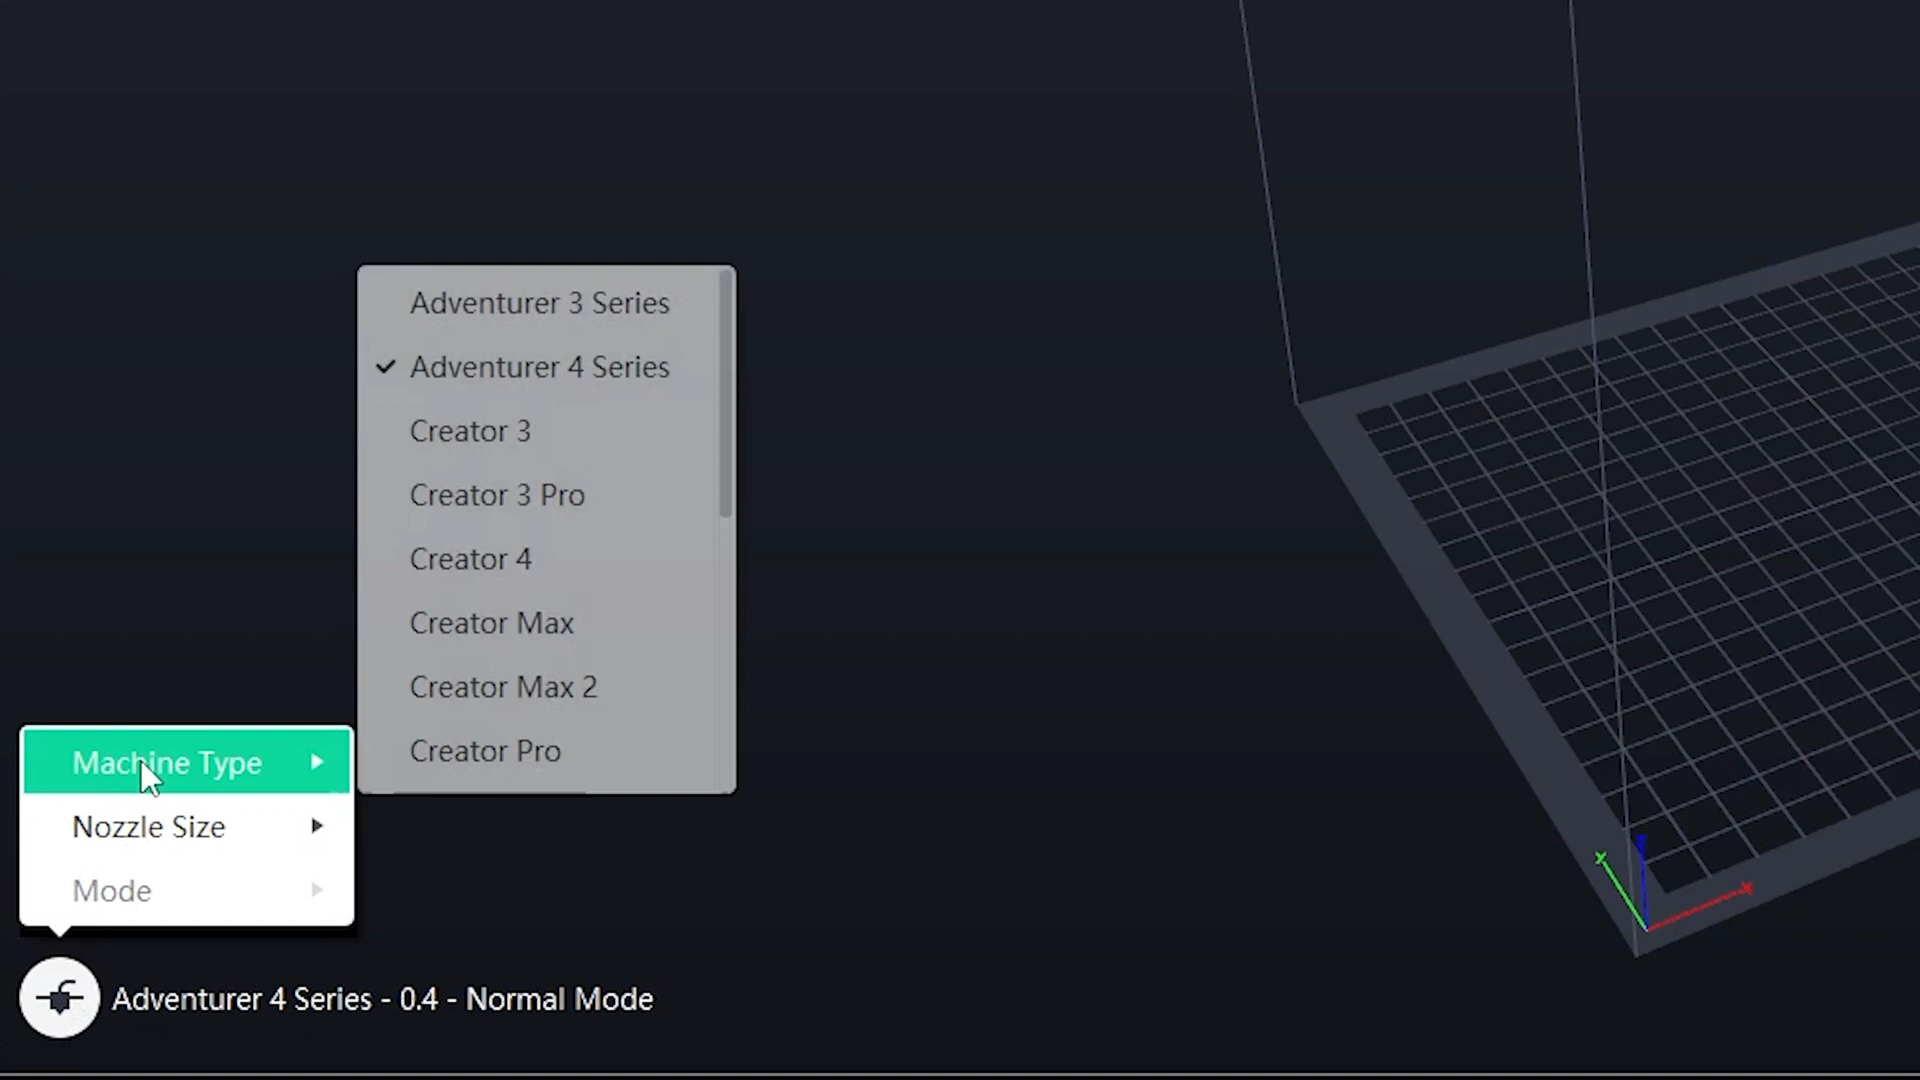 Adventurer 3 Series
Adventurer 4 Series
Creator 3
Creator 3 Pro
Creator 4
Creator Max
Creator Max 2
Creator Pro
Machine Type
Nozzle Size
Mode
Adventurer 4 Series - 0.4 - Normal Mode